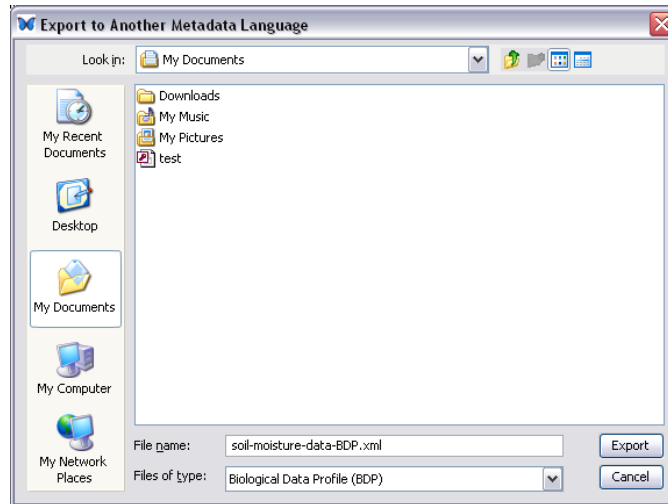 Export to Another Metadata Language
Look in: My Documents
My Recent
Documents
Desktop
My Documents
My Computer
My Network
Places
Downloads
My Music
My Pictures
test
File name: soil-moisture-data-BDP.xml Export
Files of type: Biological Data Profile (BDP) Cancel